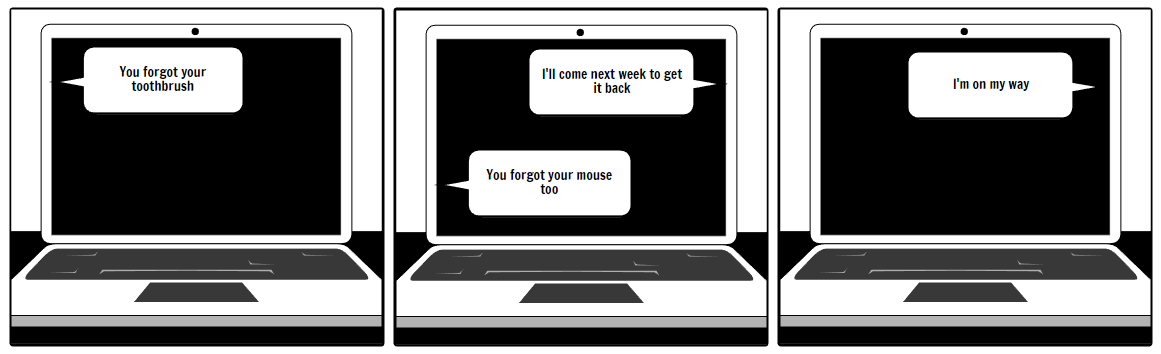 You forgot your
toothbrush
I'll come next week to get
it back
You forgot your mouse
too
I'm on my way